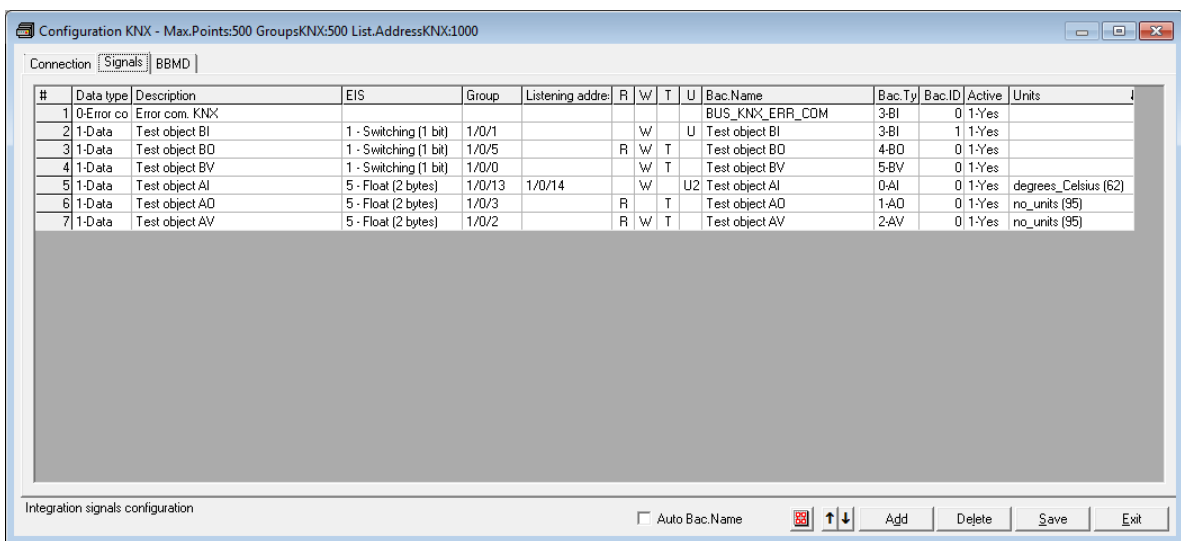 Configuration KNX - Max.Points:500 GroupsKNX:500 List.AddressKNX:1000
Connection Signals BBMD
# Data type Description EIS Group Listening addre: R W T U Bac.Name Bac.Ty Bac.ID Active Units
1 0-Error co Error com. KNX BUS_KNX_ERR_COM 3-BI 0 1-Yes
2 1-Data Test object BI 1 - Switching (1 bit) 1/0/1 W U Test object BI 3-BI 1 1-Yes
3 1-Data Test object BO 1 - Switching (1 bit) 1/0/5 R W T Test object BO 4-BO 0 1-Yes
4 1-Data Test object BV 1 - Switching (1 bit) 1/0/0 W T Test object BV 5-BV 0 1-Yes
5 1-Data Test object AI 5 - Float (2 bytes) 1/0/13 1/0/14 W U2 Test object AI 0-AI 0 1-Yes degrees_Celsius (62)
6 1-Data Test object AO 5 - Float (2 bytes) 1/0/3 R T Test object AO 1-AO 0 1-Yes no_units (95)
7 1-Data Test object AV 5 - Float (2 bytes) 1/0/2 R W T Test object AV 2-AV 0 1-Yes no_units (95)
Integration signals configuration
Auto Bac.Name Add Delete Save Exit